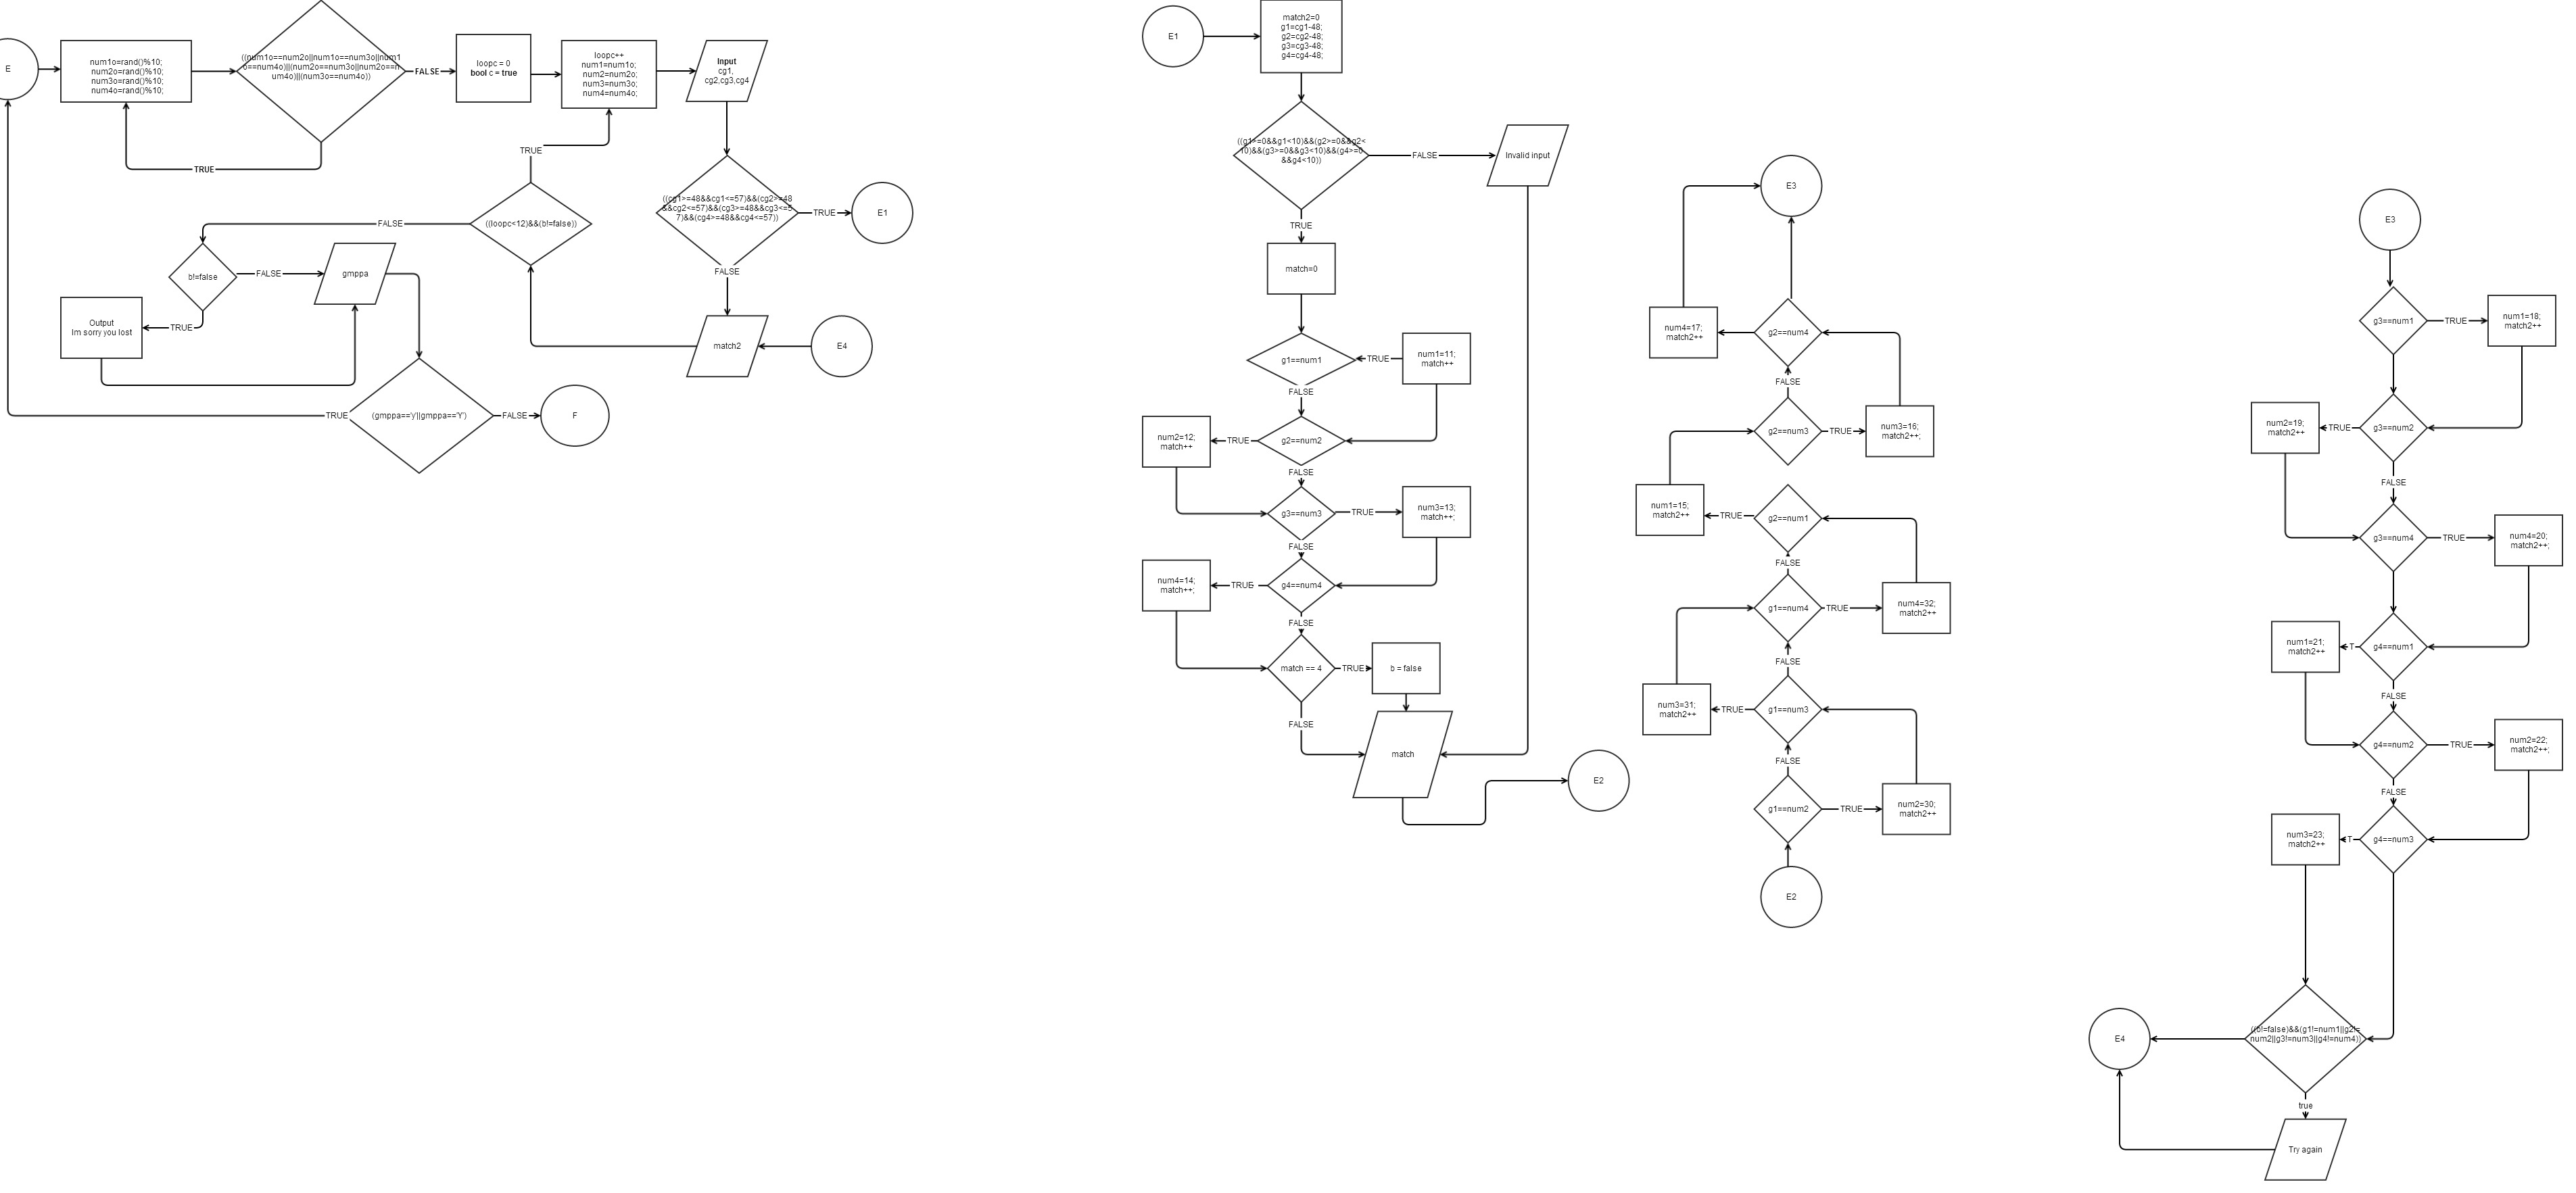 E
num1o=rand()%10;
num2o=rand()%10;
num3o=rand()%10;
num4o=rand()%10;
((num1o==num2o||num1o==num3o||num1
o==num4o)||(num2o==num3o||num2o==n
um4o)||(num3o==num4o))
TRUE
FALSE
loopc = 0
bool c = true
loopc++
num1=num1o;
num2=num2o;
num3=num3o;
num4=num4o;
Input
cg1,
cg2,cg3,cg4
((cg1>=48&&cg1<=57)&&(cg2>=48
&&cg2<=57)&&(cg3>=48&&cg3<=5
7)&&(cg4>=48&&cg4<=57))
TRUE
E1
FALSE
match2
E4
TRUE
((loopc<12)&&(b!=false))
FALSE
b!=false
FALSE
gmppa
TRUE
Output
Im sorry you lost
TRUE
(gmppa=='y'||gmppa=='Y')
FALSE
F
E1
match2=0
g1=cg1-48;
g2=cg2-48;
g3=cg3-48;
g4=cg4-48;
((g1>=0&&g1<10)&&(g2>=0&&g2<
10)&&(g3>=0&&g3<10)&&(g4>=0
&&g4<10))
FALSE
Invalid input
TRUE
match=0
g1==num1
TRUE
num1=11;
match++
FALSE
num2=12;
match++
TRUE
g2==num2
FALSE
g3==num3
TRUE
num3=13;
match++;
FALSE
num4=14;
match++;
TRUE
g4==num4
FALSE
match == 4
TRUE
b = false
FALSE
match
E2
E3
num4=17;
match2++
g2==num4
FALSE
g2==num3
TRUE
num3=16;
match2++;
num1=15;
match2++
TRUE
g2==num1
FALSE
g1==num4
TRUE
num4=32;
match2++
FALSE
num3=31;
match2++
TRUE
g1==num3
FALSE
g1==num2
TRUE
num2=30;
match2++
E2
E3
g3==num1
TRUE
num1=18;
match2++
num2=19;
match2++
TRUE
g3==num2
FALSE
g3==num4
TRUE
num4=20;
match2++;
num1=21;
match2++
T
g4==num1
FALSE
g4==num2
TRUE
num2=22;
match2++;
FALSE
num3=23;
match2++
T
g4==num3
E4
((b!=false)&&(g1!=num1||g2!=
num2||g3!=num3||g4!=num4))
true
Try again